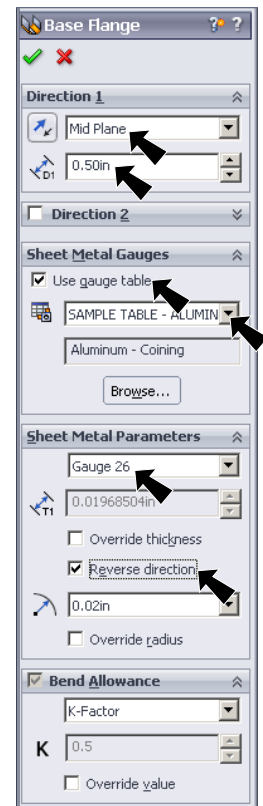 Base Flange
? ?
Direction 1
Mid Plane
D1 0.50in
Direction 2
Sheet Metal Gauges
Use gauge table
SAMPLE TABLE - ALUMIN
Aluminum - Coining
Browse...
Sheet Metal Parameters
Gauge 26
T1 0.01968504in
Override thickness
Reverse direction
0.02in
Override radius
Bend Allowance
K-Factor
K 0.5
Override value